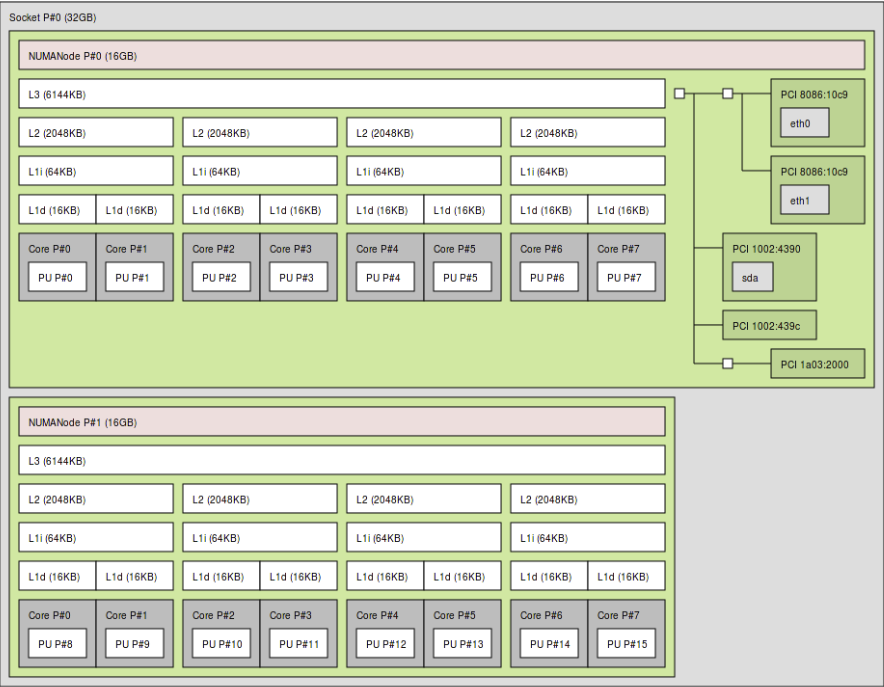 Socket P#0 (32GB)
NUMANode P#0 (16GB)
L3 (6144KB)
PCI 8086:10c9
eth0
L2 (2048KB) L2 (2048KB) L2 (2048KB) L2 (2048KB)
L1i (64KB) L1i (64KB) L1i (64KB) L1i (64KB)
PCI 8086:10c9
eth1
L1d (16KB) L1d (16KB) L1d (16KB) L1d (16KB) L1d (16KB) L1d (16KB) L1d (16KB) L1d (16KB)
Core P#0 Core P#1 Core P#2 Core P#3 Core P#4 Core P#5 Core P#6 Core P#7
PCI 1002:4390
PU P#0 PU P#1 PU P#2 PU P#3 PU P#4 PU P#5 PU P#6 PU P#7
sda
PCI 1002:439c
PCI 1a03:2000
NUMANode P#1 (16GB)
L3 (6144KB)
L2 (2048KB) L2 (2048KB) L2 (2048KB) L2 (2048KB)
L1i (64KB) L1i (64KB) L1i (64KB) L1i (64KB)
L1d (16KB) L1d (16KB) L1d (16KB) L1d (16KB) L1d (16KB) L1d (16KB) L1d (16KB) L1d (16KB)
Core P#0 Core P#1 Core P#2 Core P#3 Core P#4 Core P#5 Core P#6 Core P#7
PU P#8 PU P#9 PU P#10 PU P#11 PU P#12 PU P#13 PU P#14 PU P#15